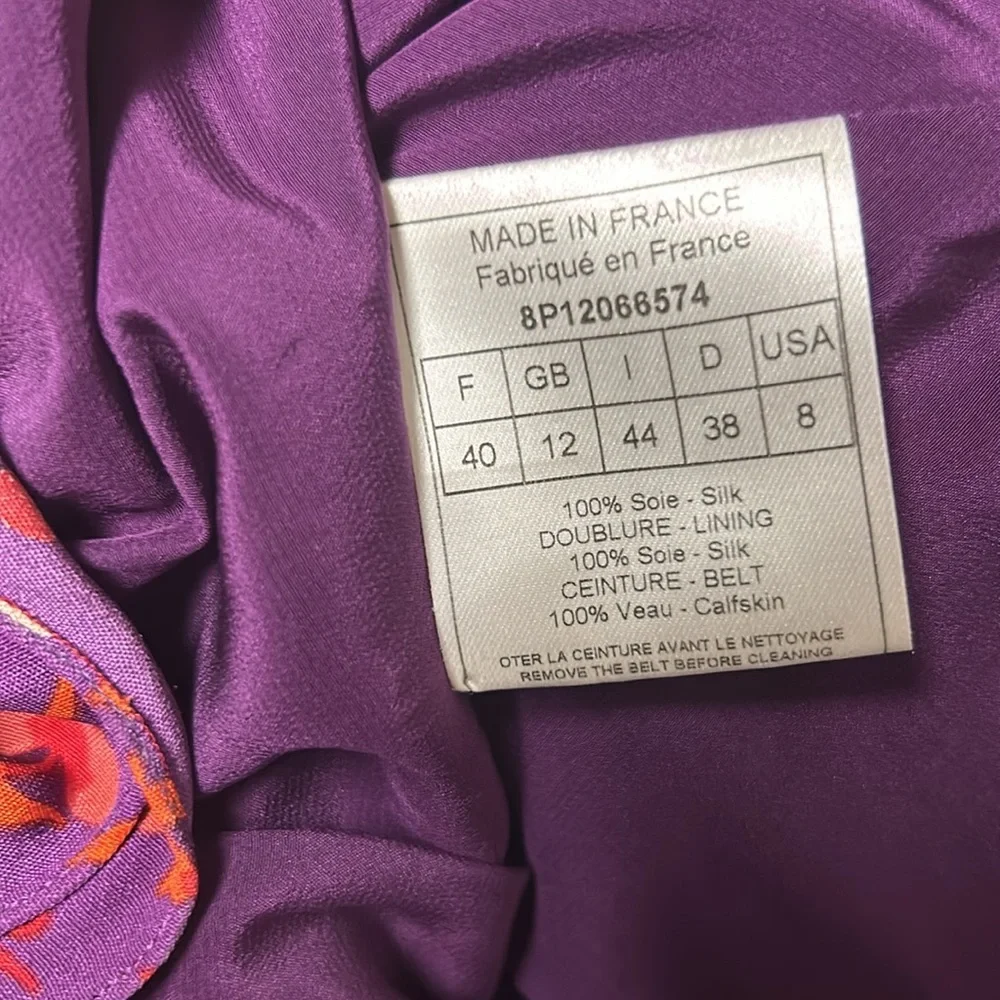 MADE IN FRANCE
Fabriqué en France
8P12066574
F GB I D USA
40 12 44 38 8
100% Soie - Silk
DOUBLURE - LINING
100% Soie - Silk
CEINTURE - BELT
100% Veau - Calfskin
OTER LA CEINTURE AVANT LE NETTOYAGE
REMOVE THE BELT BEFORE CLEANING